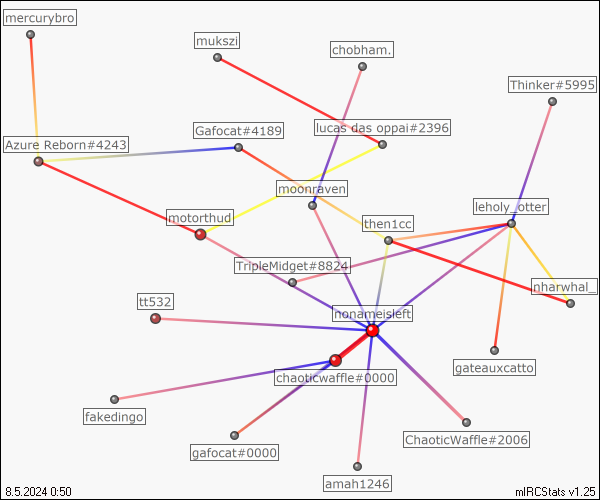 mercurybro
mukszi
chobham.
Thinker#5995
Azure Reborn#4243
Gafocat#4189
lucas das oppai#2396
moonraven
leholy_otter
motorthud
then1cc
TripleMidget#8824
nharwhal_
tt532
nonameisleft
gateauxcatto
chaoticwaffle#0000
fakedingo
ChaoticWaffle#2006
gafocat#0000
amah1246
8.5.2024 0:50
mIRCStats v1.25